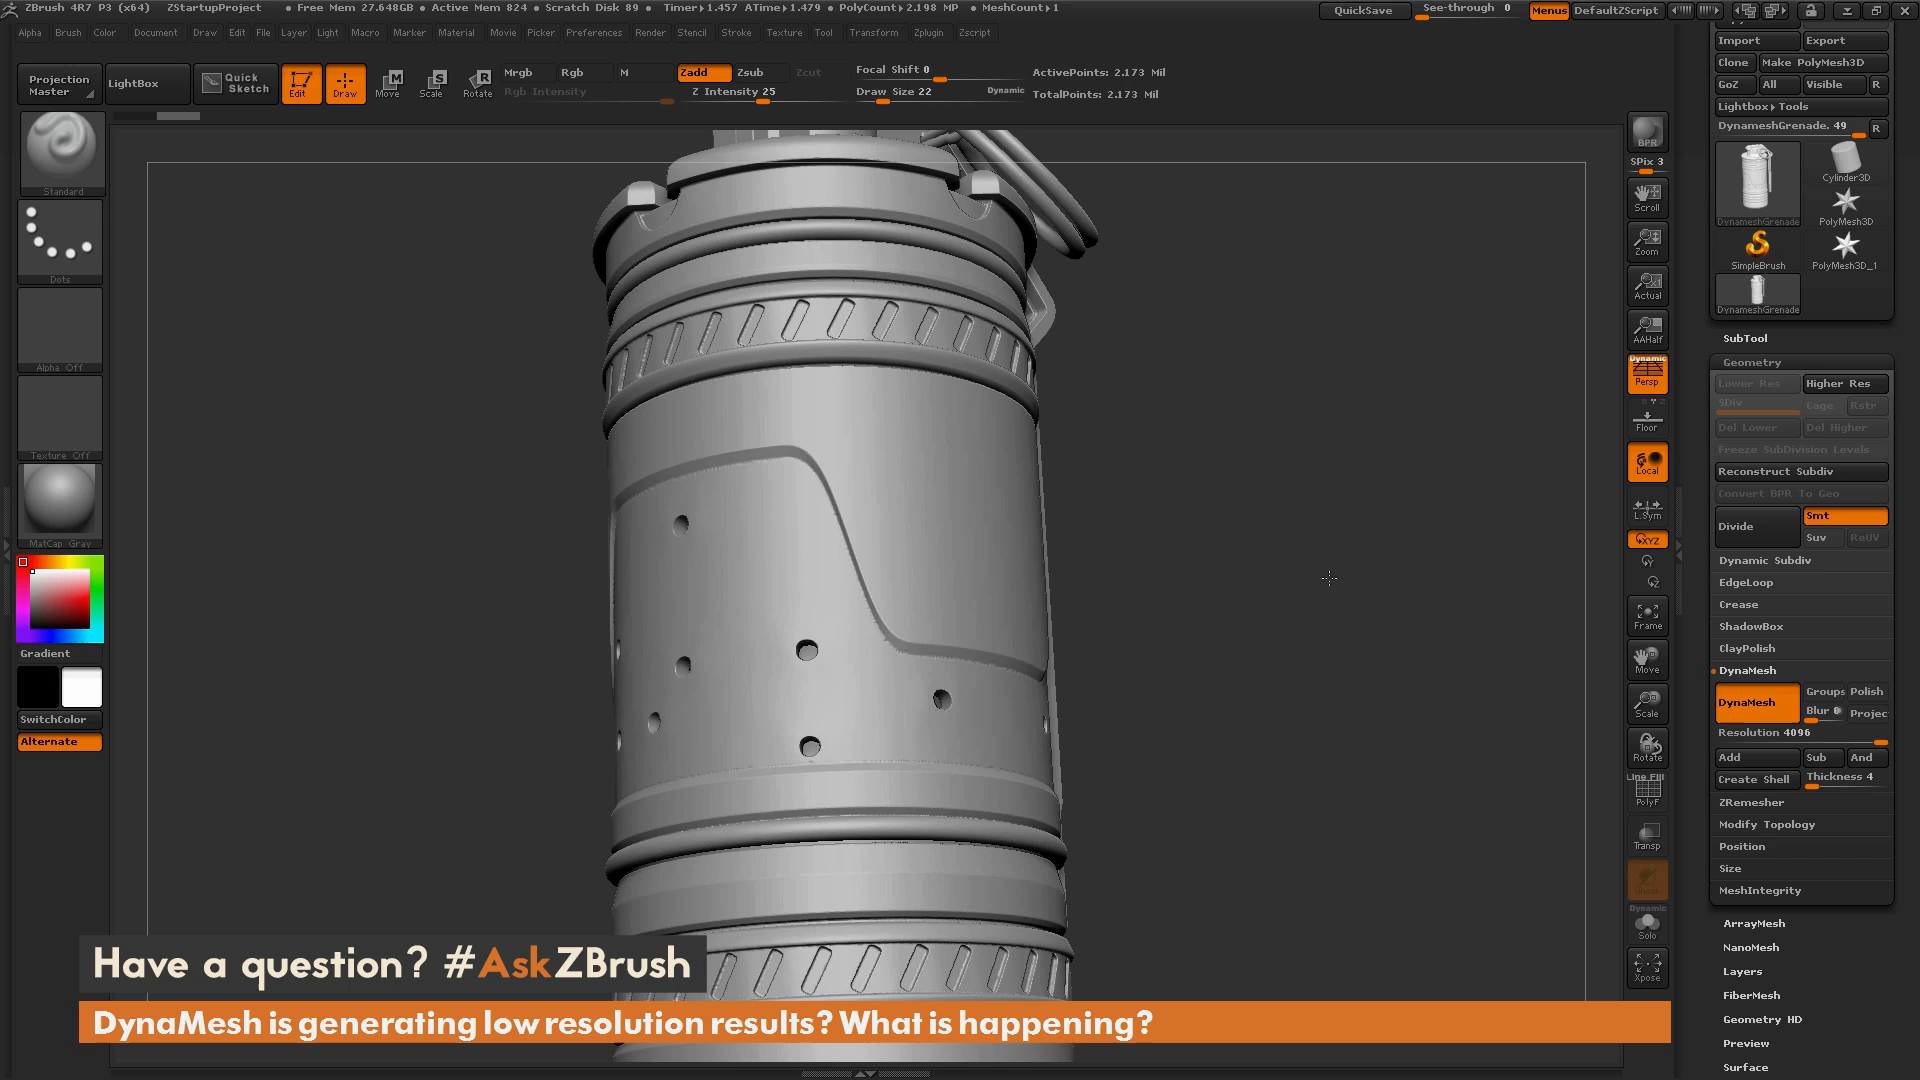 ZBrush 4R7 P3 (x64) ZStartupProject • Free Mem 27.648GB • Active Mem 824 • Scratch Disk 89 • Timer▸1.457 ATime▸1.479 • PolyCount▸2.198 MP • MeshCount▸1 QuickSave See-through 0 Menus DefaultZScript
Alpha Brush Color Document Draw Edit File Layer Light Macro Marker Material Movie Picker Preferences Render Stencil Stroke Texture Tool Transform Zplugin Zscript
Projection Master LightBox Quick Sketch Edit Draw Move Scale Rotate
Mrgb Rgb M Zadd Zsub Zcut Focal Shift 0 ActivePoints: 2.173 Mil
Rgb Intensity Z Intensity 25 Draw Size 22 Dynamic TotalPoints: 2.173 Mil
Standard
Dots
Alpha Off
Texture Off
MatCap Gray
Gradient
SwitchColor
Alternate
BPR
SPix 3
Scroll
Zoom
Actual
AAHalf
Dynamic
Persp
Floor
Local
L.Sym
XYZ
Frame
Move
Scale
Rotate
Line Fill
PolyF
Transp
Ghost
Dynamic
Solo
Xpose
Import Export
Clone Make PolyMesh3D
GoZ All Visible R
Lightbox▸Tools
DynameshGrenade. 49 R
Cylinder3D
DynameshGrenade PolyMesh3D
SimpleBrush PolyMesh3D_1
DynameshGrenade
SubTool
Geometry
Lower Res Higher Res
SDiv Cage Rstr
Del Lower Del Higher
Freeze SubDivision Levels
Reconstruct Subdiv
Convert BPR To Geo
Divide Smt
Suv ReUV
Dynamic Subdiv
EdgeLoop
Crease
ShadowBox
ClayPolish
DynaMesh
DynaMesh Groups Polish
Blur 0 Projec
Resolution 4096
Add Sub And
Create Shell Thickness 4
ZRemesher
Modify Topology
Position
Size
MeshIntegrity
ArrayMesh
NanoMesh
Layers
FiberMesh
Geometry HD
Preview
Surface
Have a question? #AskZBrush
DynaMesh is generating low resolution results? What is happening?